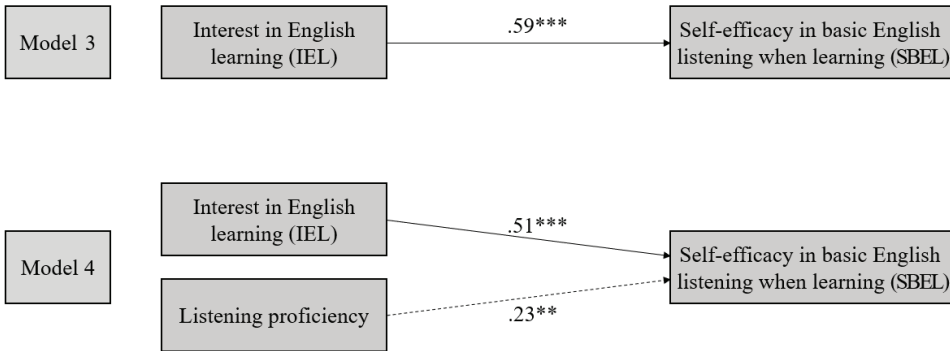 Model 3
Interest in English
learning (IEL)
.59***
Self-efficacy in basic English
listening when learning (SBEL)
Model 4
Interest in English
learning (IEL)
.51***
Listening proficiency
.23**
Self-efficacy in basic English
listening when learning (SBEL)